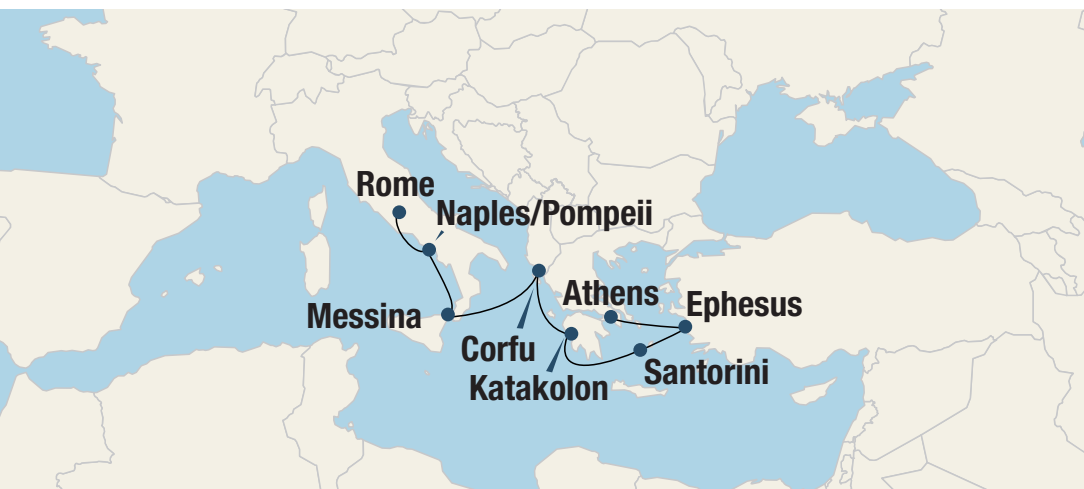 Rome
Naples/Pompeii
Athens
Ephesus
Messina
Corfu
Santorini
Katakolon